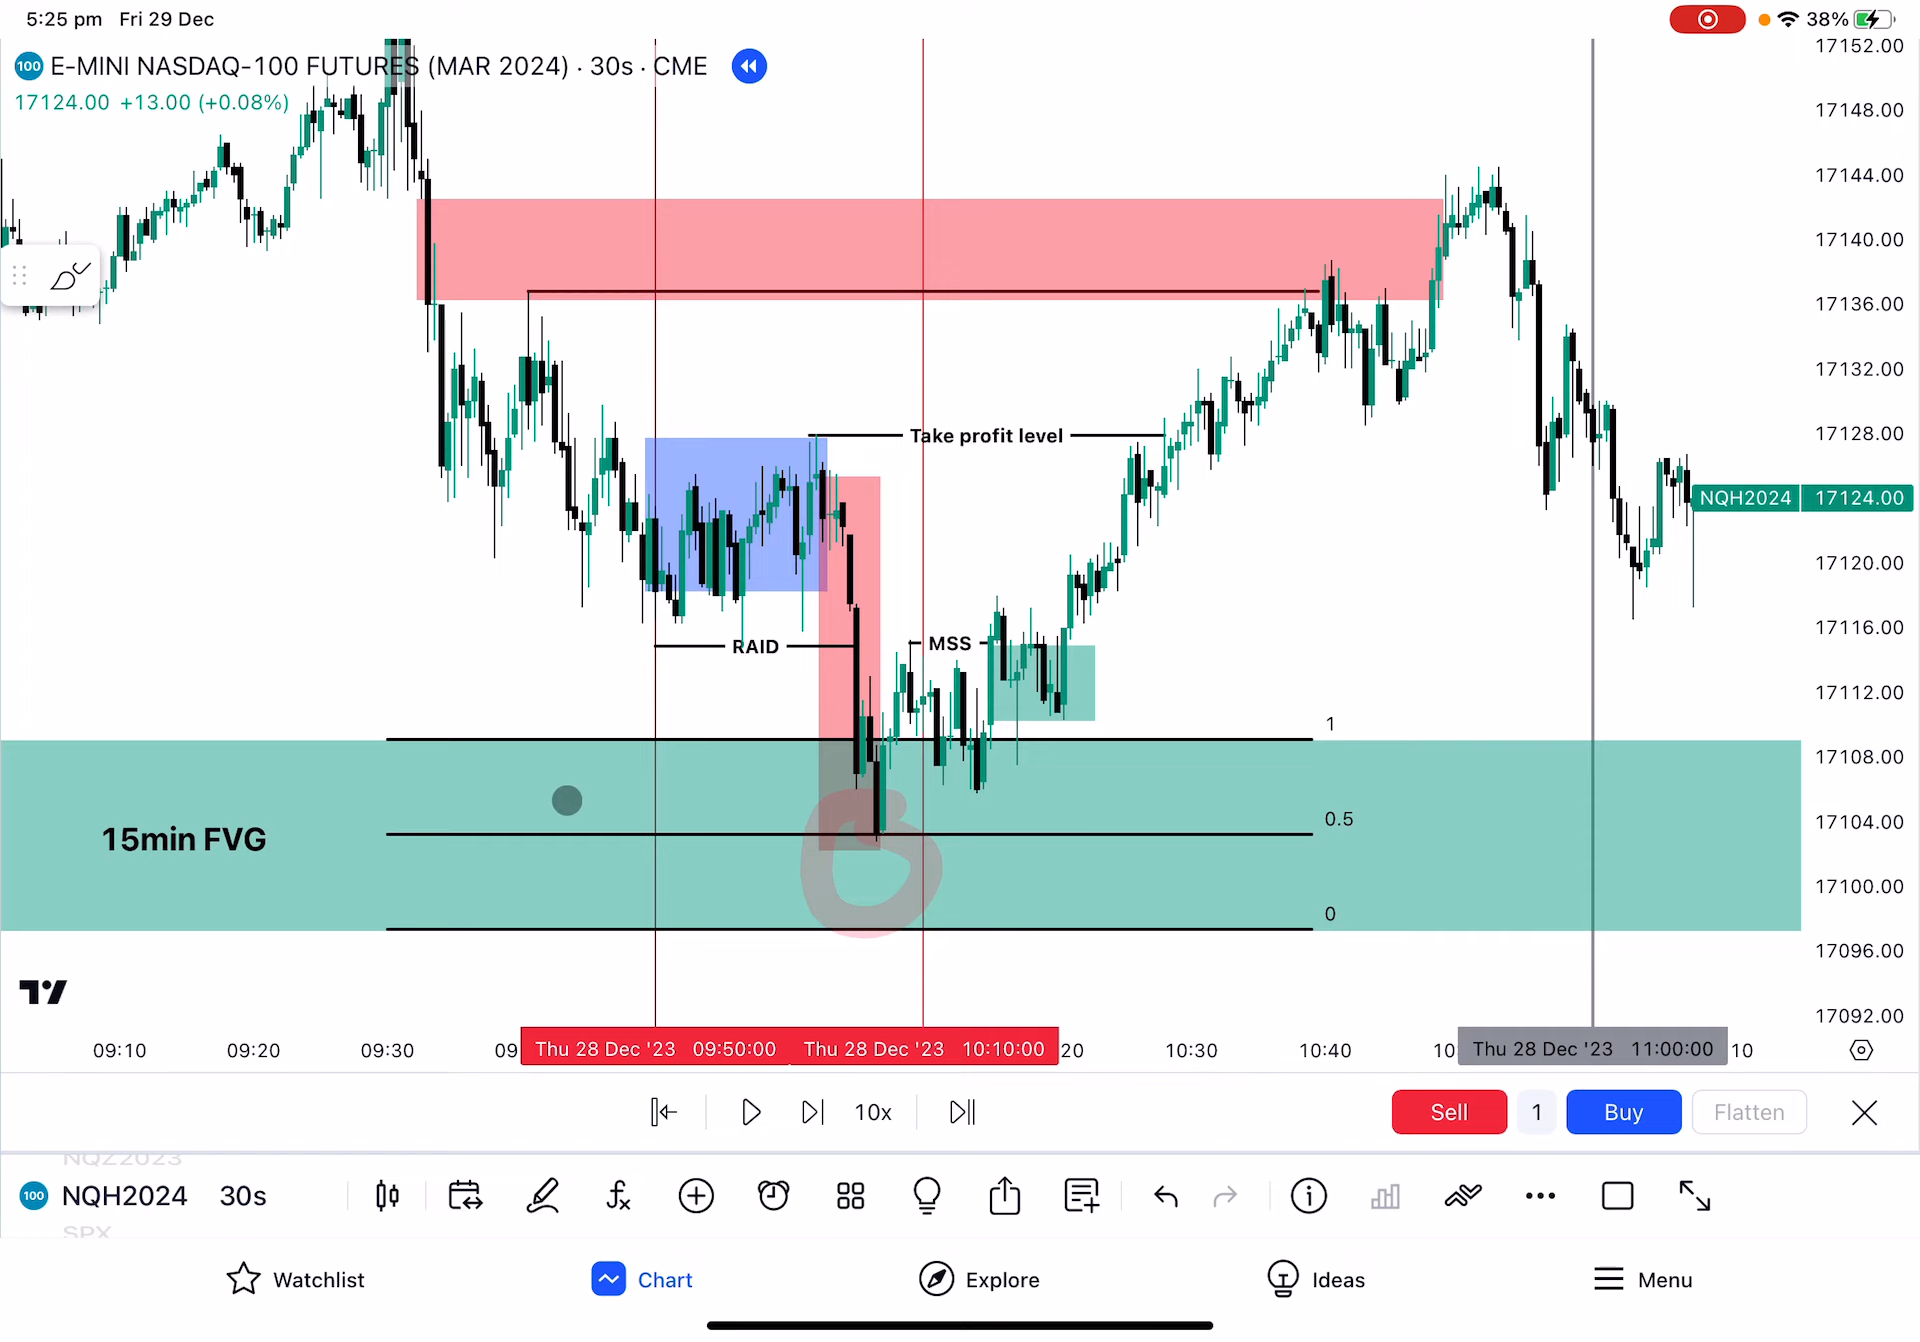 5:25 pm Fri 29 Dec
38%
100 E-MINI NASDAQ-100 FUTURES (MAR 2024) · 30s · CME
17124.00 +13.00 (+0.08%)
17152.00
17148.00
17144.00
17140.00
17136.00
17132.00
17128.00
Take profit level
NQH2024 17124.00
17120.00
17116.00
RAID
MSS
17112.00
1
17108.00
0.5
17104.00
15min FVG
17100.00
0
17096.00
17092.00
09:10 09:20 09:30 09 Thu 28 Dec '23 09:50:00 Thu 28 Dec '23 10:10:00 20 10:30 10:40 10 Thu 28 Dec '23 11:00:00 10
10x
Sell 1 Buy Flatten
NQZ2023
100 NQH2024 30s
SPX
Watchlist Chart Explore Ideas Menu